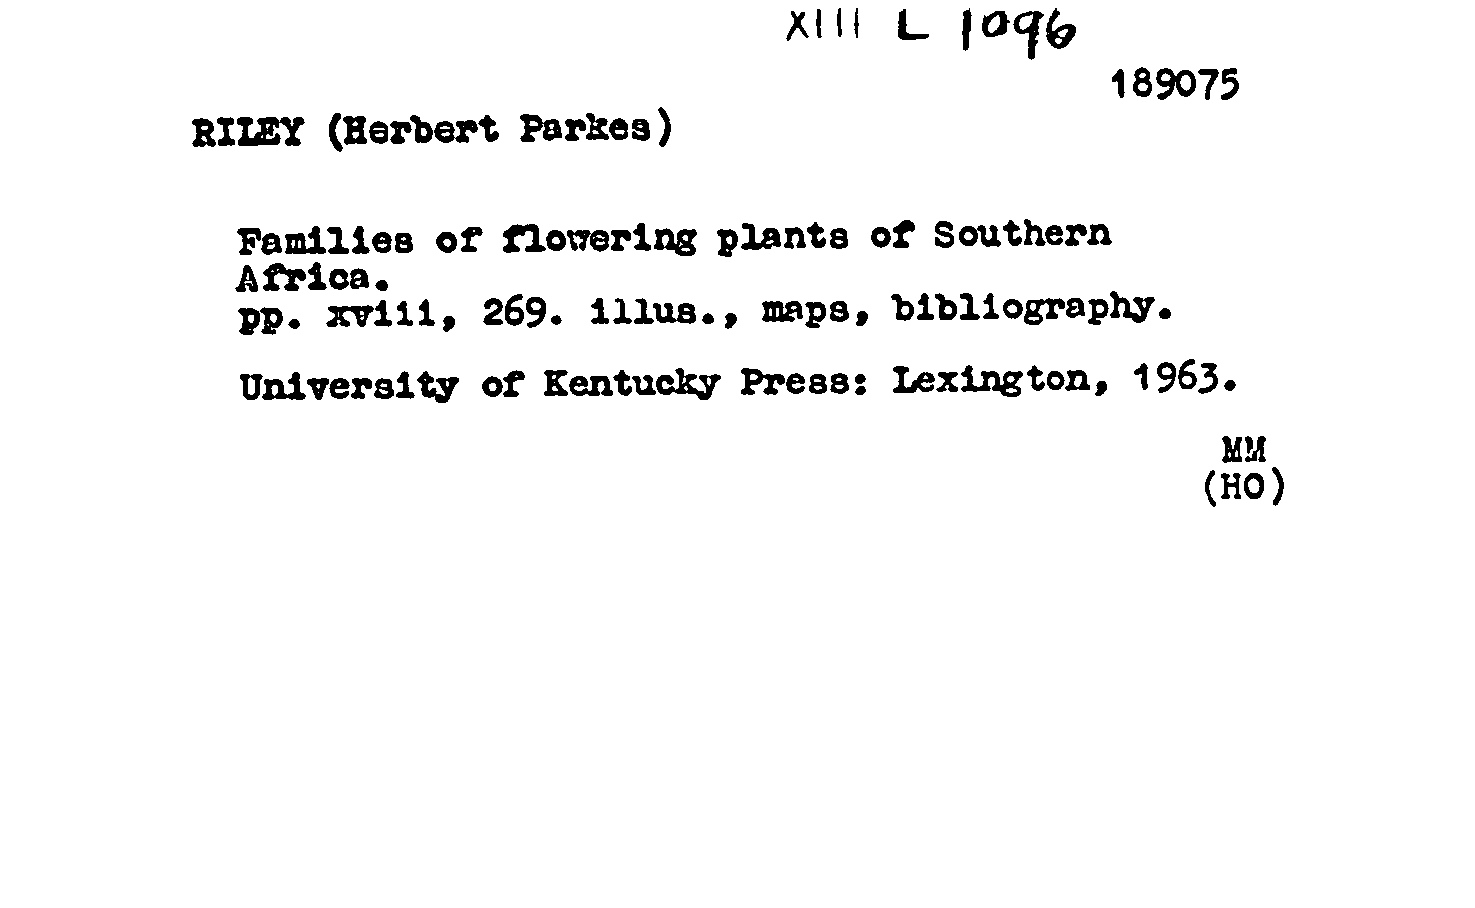 XIII L 1096
189075
RILEY (Herbert Parkes)
Families of flowering plants of Southern
Africa.
pp. xviii, 269. illus., maps, bibliography.
University of Kentucky Press: Lexington, 1963.
MM
(HO)